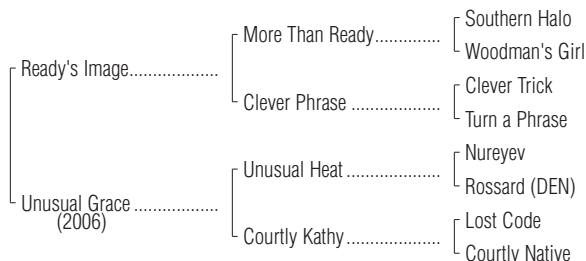 Southern Halo
More Than Ready..............
Woodman's Girl
Ready's Image...................
Clever Trick
Clever Phrase ..............
Turn a Phrase
Nureyev
Unusual Heat .................
Rossard (DEN)
Unusual Grace ..................
(2006)
Lost Code
Courtly Kathy.................
Courtly Native